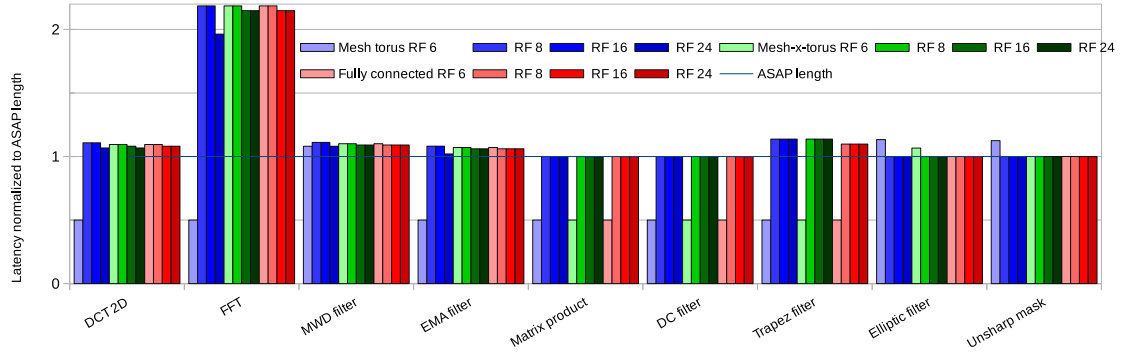 2
Mesh torus RF 6 RF 8 RF 16 RF 24 Mesh-x-torus RF 6 RF 8 RF 16 RF 24
Fully connected RF 6 RF 8 RF 16 RF 24 ASAP length
Latency normalized to ASAP length
1
0
DCT 2D
FFT
MWD filter
EMA filter
Matrix product
DC filter
Trapez filter
Elliptic filter
Unsharp mask